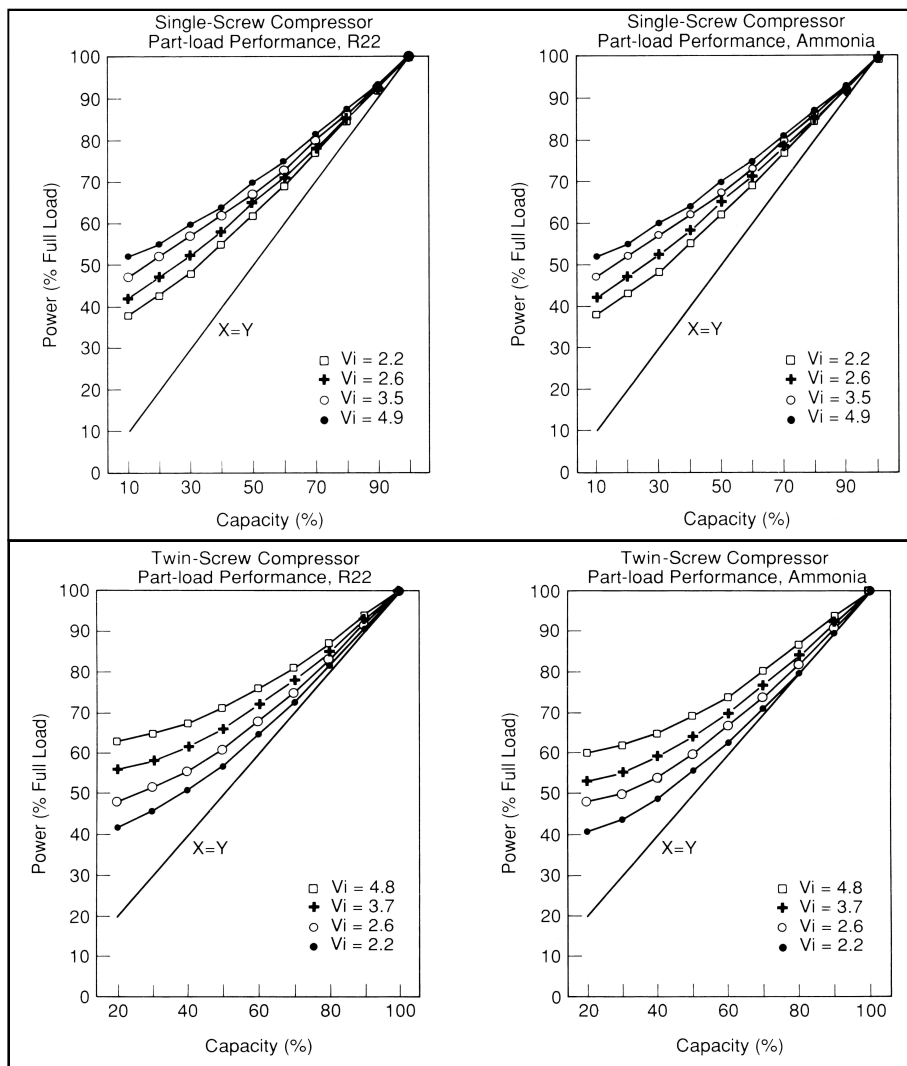 Single-Screw Compressor
Part-load Performance, R22
100
90
80
70
60
50
40
30
20
10
0
Power (% Full Load)
X=Y
Vi = 2.2
Vi = 2.6
Vi = 3.5
Vi = 4.9
10 30 50 70 90
Capacity (%)
Single-Screw Compressor
Part-load Performance, Ammonia
100
90
80
70
60
50
40
30
20
10
0
Power (% Full Load)
X=Y
Vi = 2.2
Vi = 2.6
Vi = 3.5
Vi = 4.9
10 30 50 70 90
Capacity (%)
Twin-Screw Compressor
Part-load Performance, R22
100
90
80
70
60
50
40
30
20
10
0
Power (% Full Load)
X=Y
Vi = 4.8
Vi = 3.7
Vi = 2.6
Vi = 2.2
20 40 60 80 100
Capacity (%)
Twin-Screw Compressor
Part-load Performance, Ammonia
100
90
80
70
60
50
40
30
20
10
0
Power (% Full Load)
X=Y
Vi = 4.8
Vi = 3.7
Vi = 2.6
Vi = 2.2
20 40 60 80 100
Capacity (%)